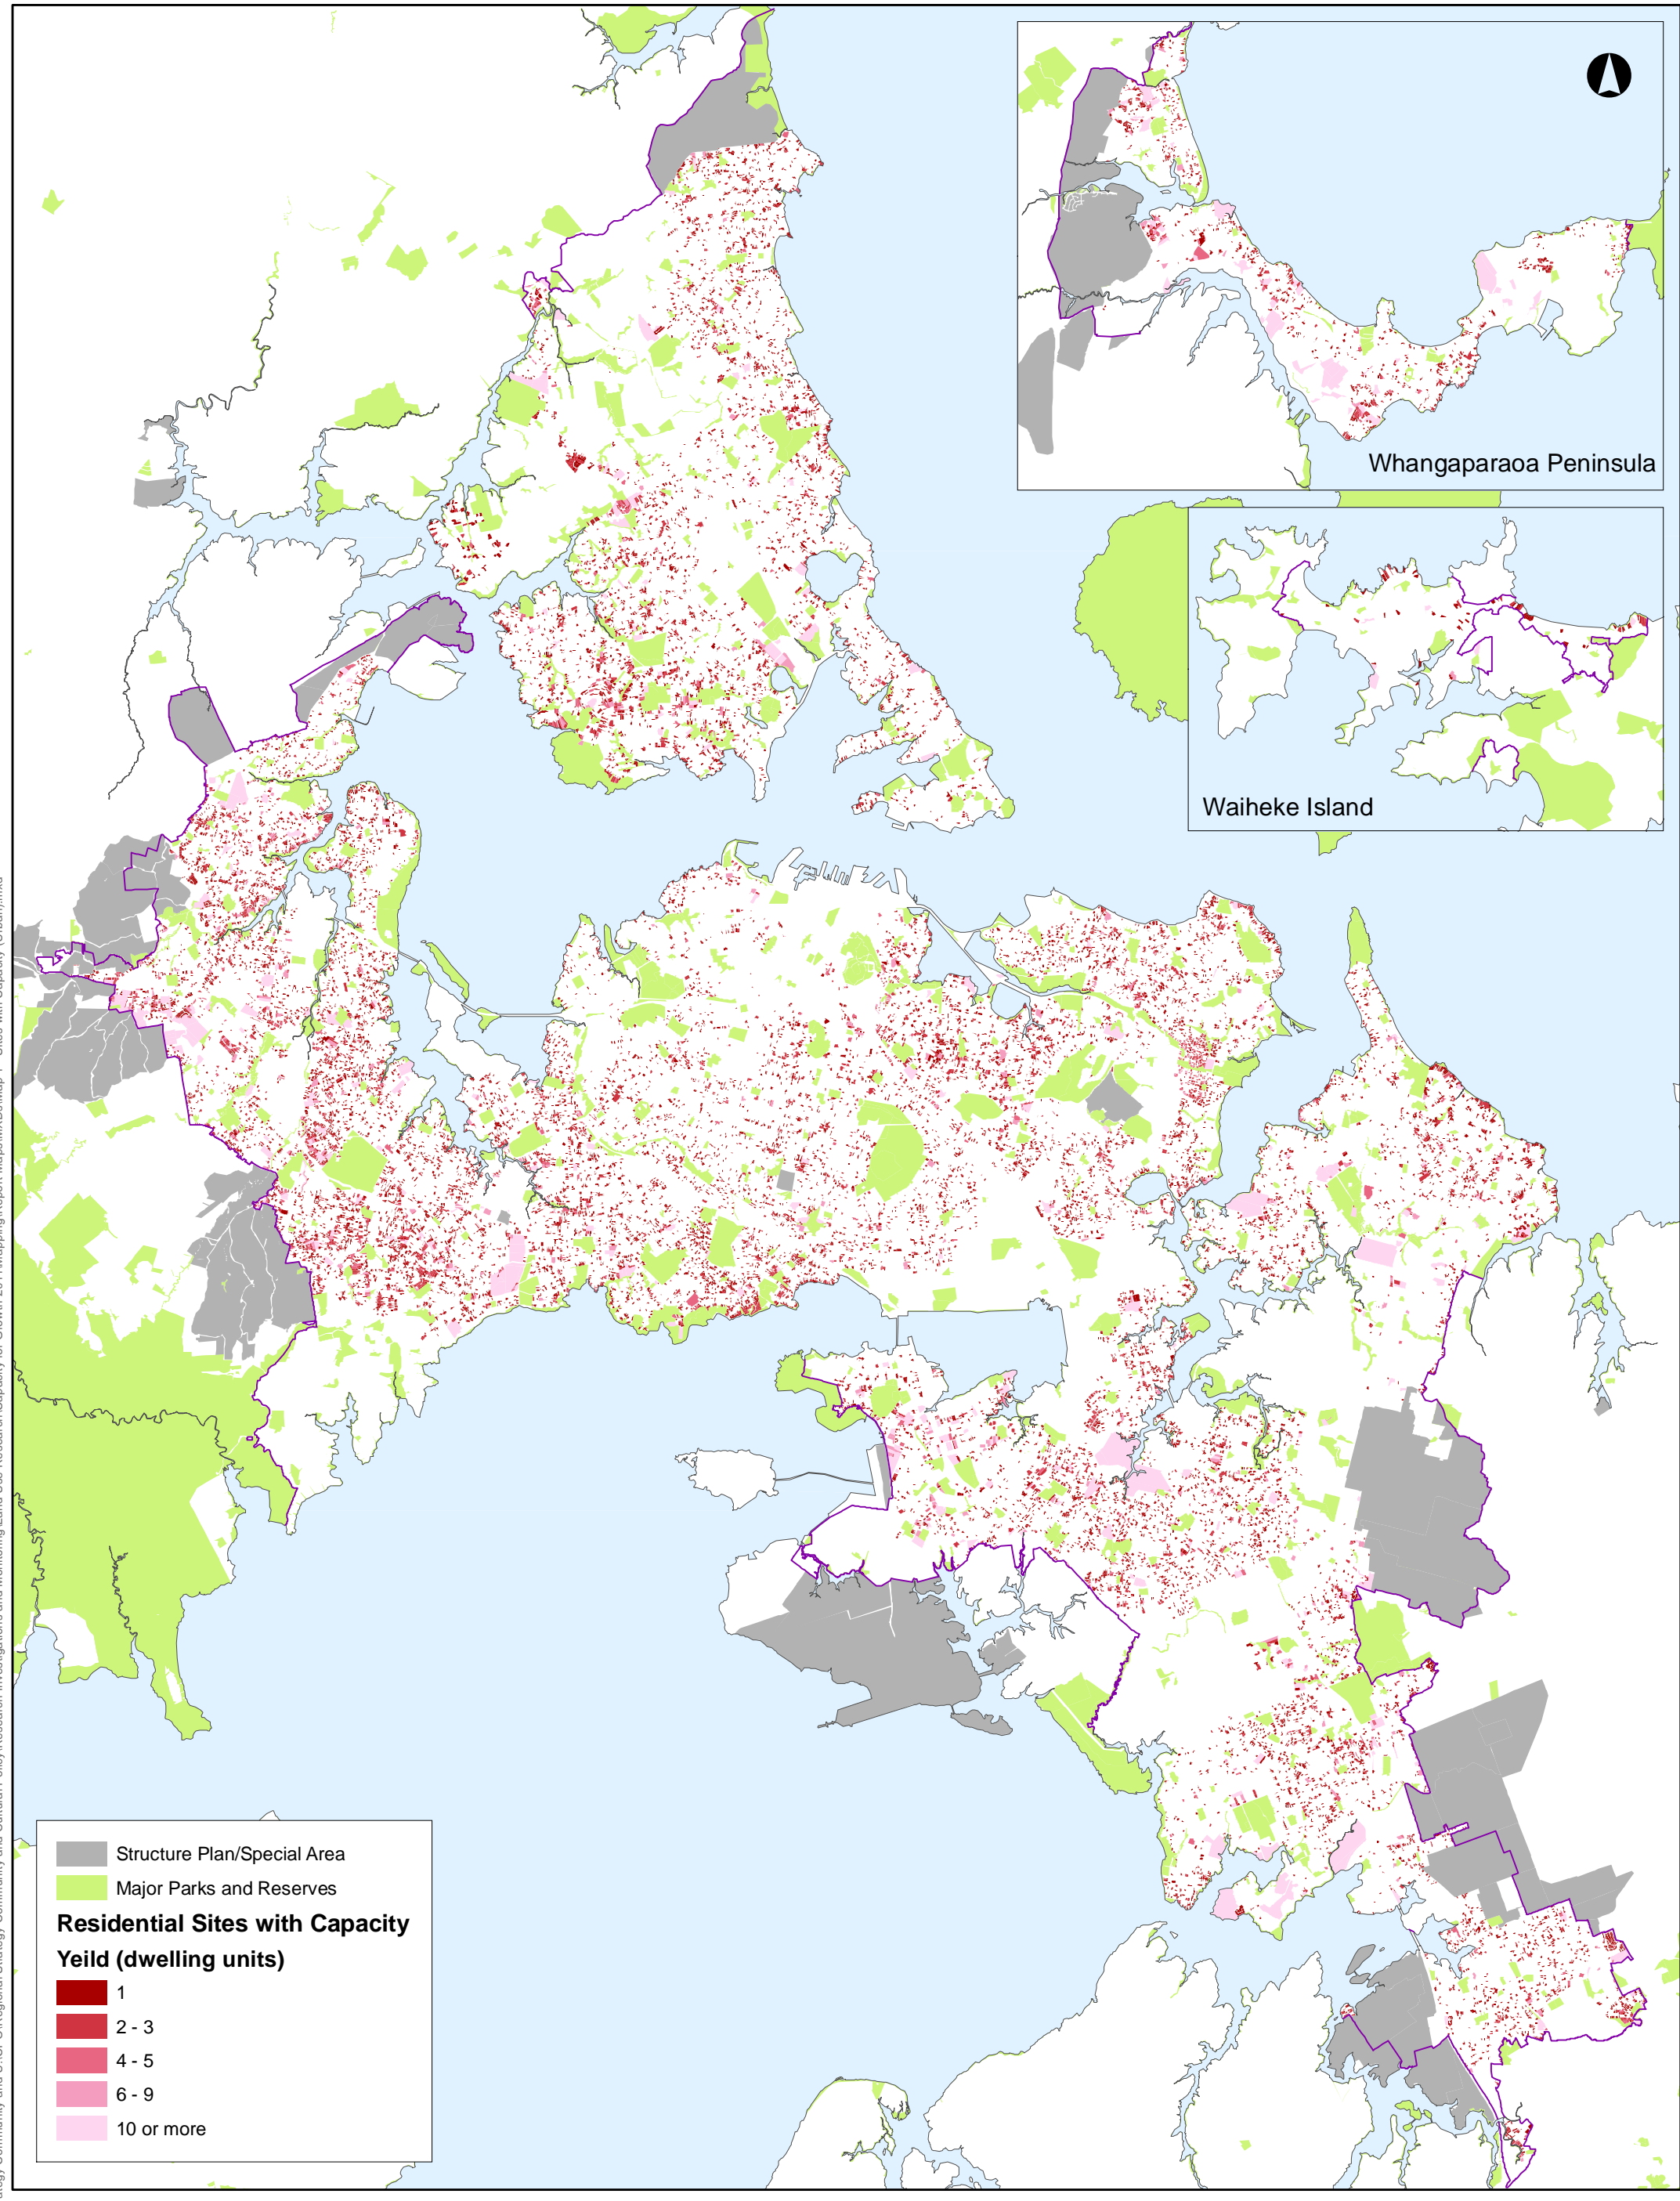 Whangaparaoa Peninsula
Waiheke Island
Structure Plan/Special Area
Major Parks and Reserves
Residential Sites with Capacity
Yeild (dwelling units)
1
2 - 3
4 - 5
6 - 9
10 or more